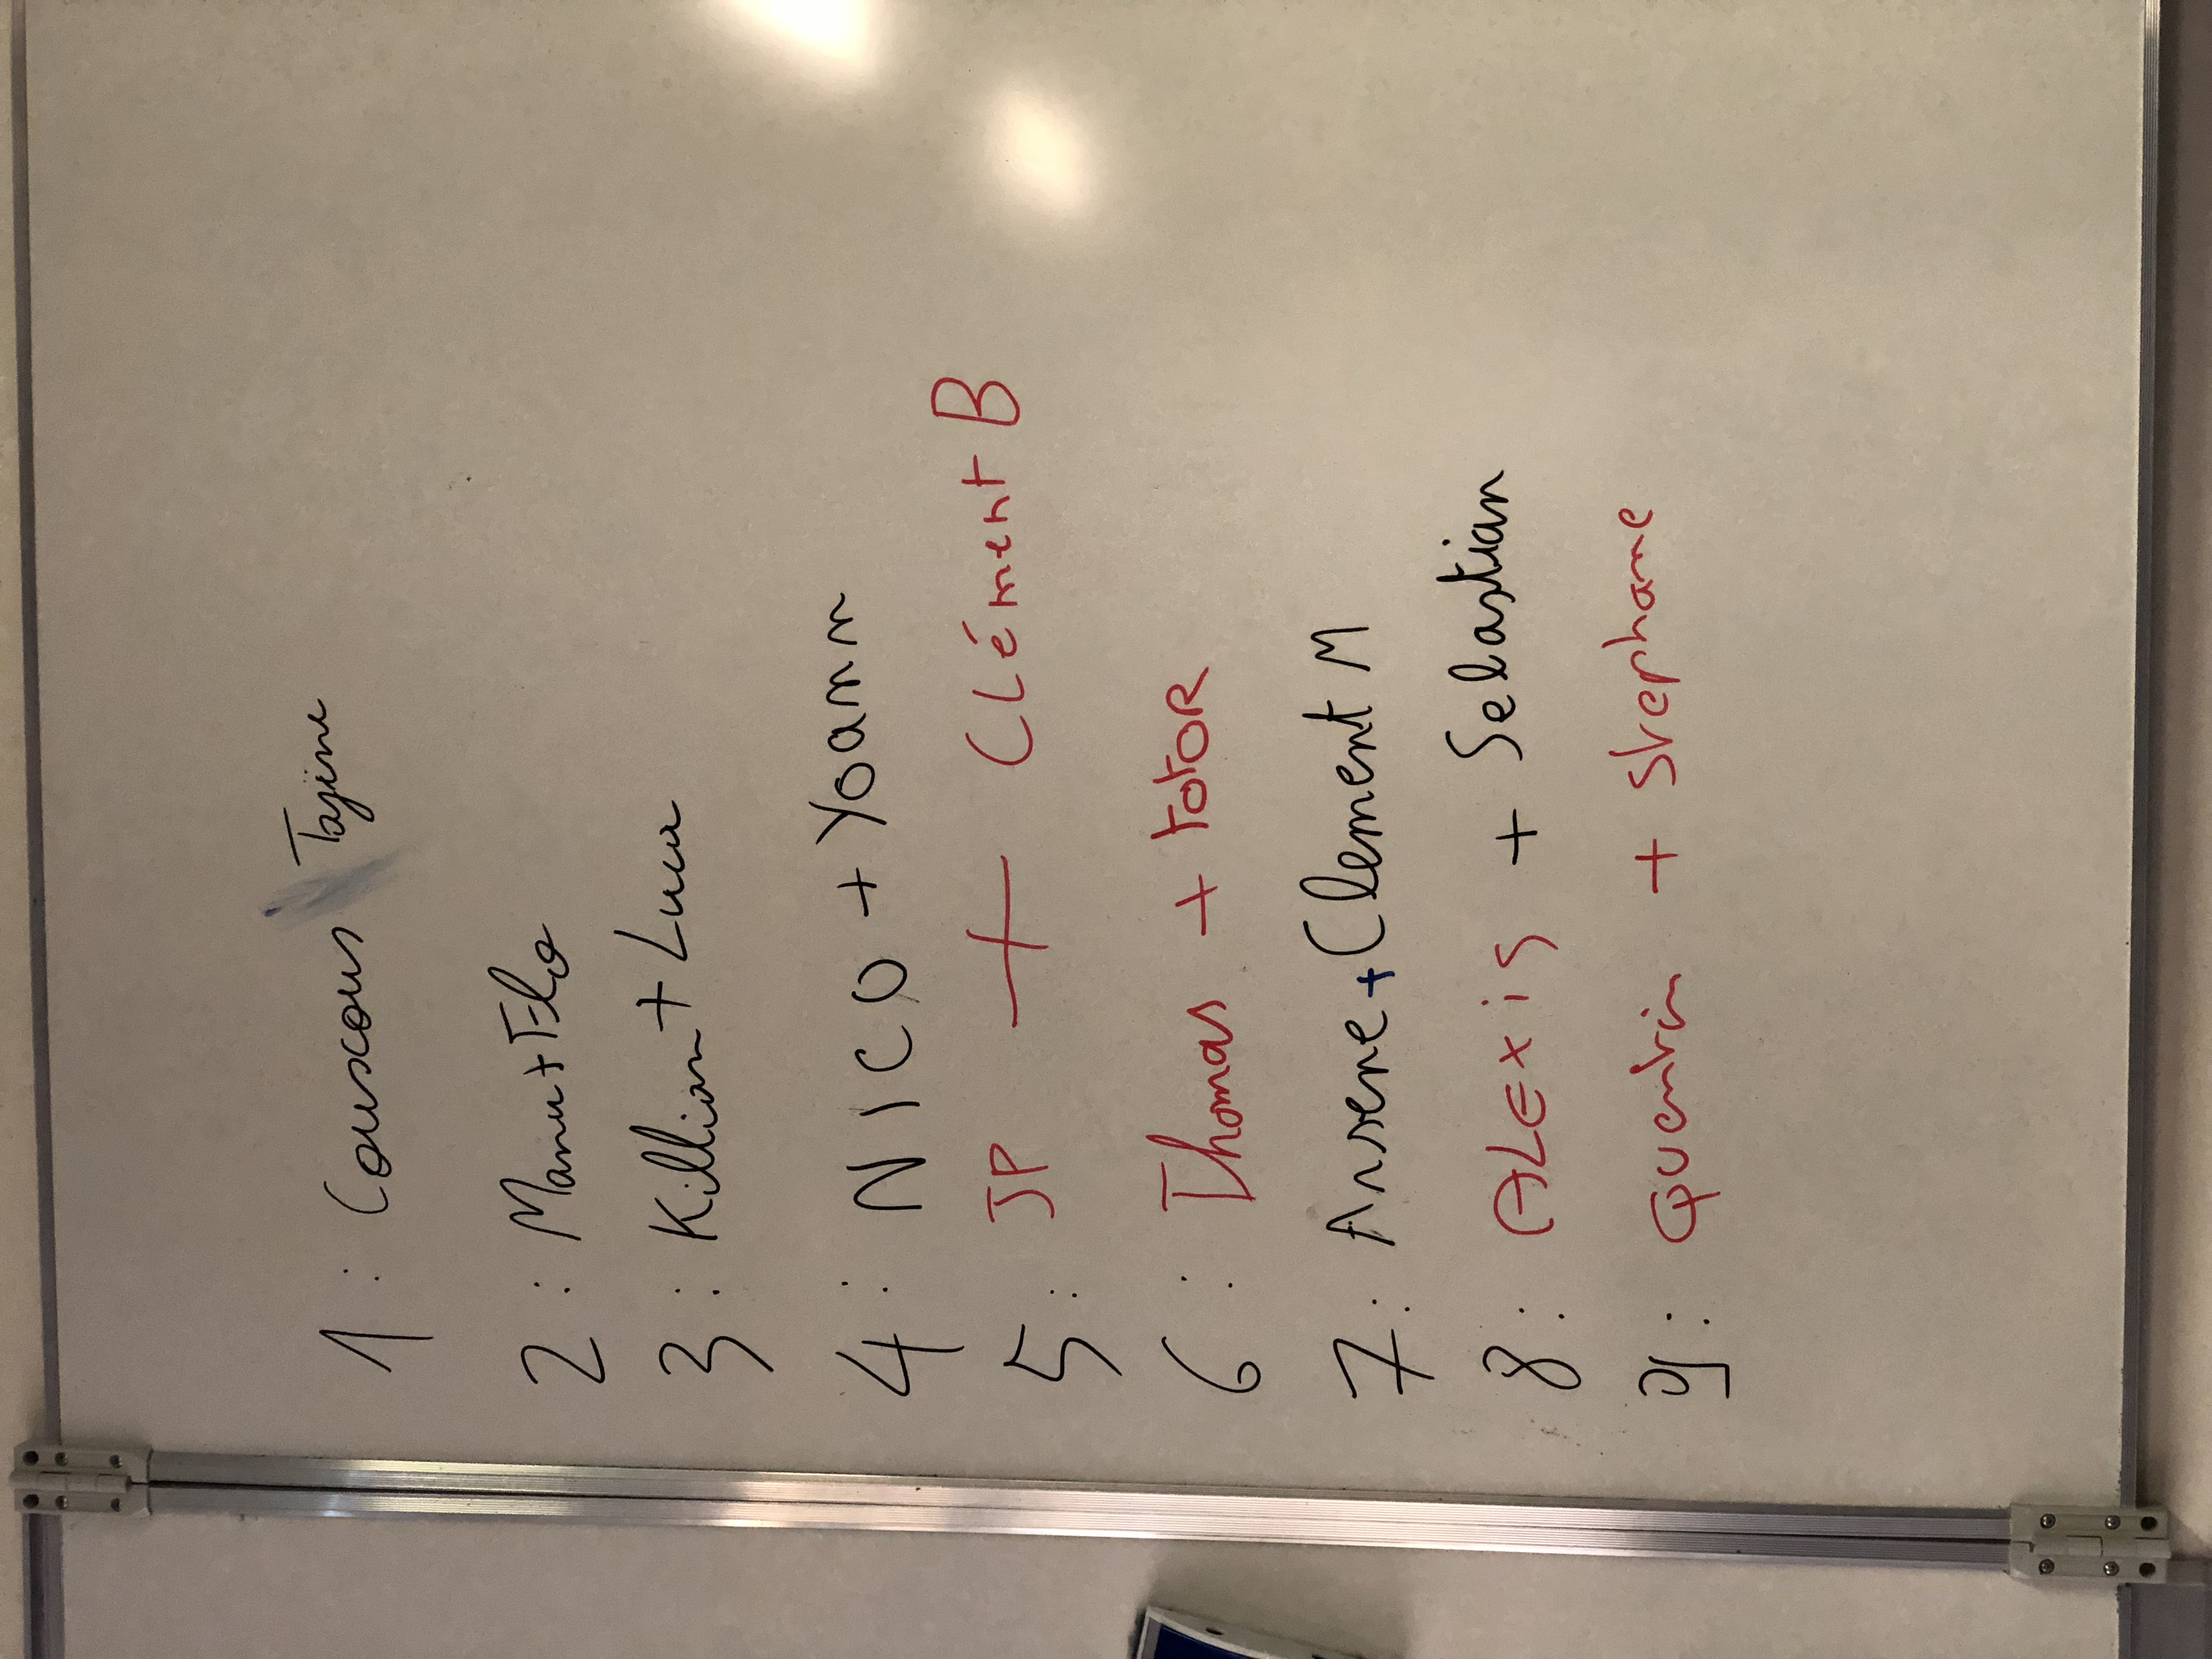 1 : Couscous Tajine
2 : Manu + Flo
3 : Killian + Luca
4 : NICO + Yoann
5 : JP + Clément B
6 : Thomas + totoR
7 : Arsene + Clement M
8 : ALExis + Sebastian
9 : Quentin + Stephane